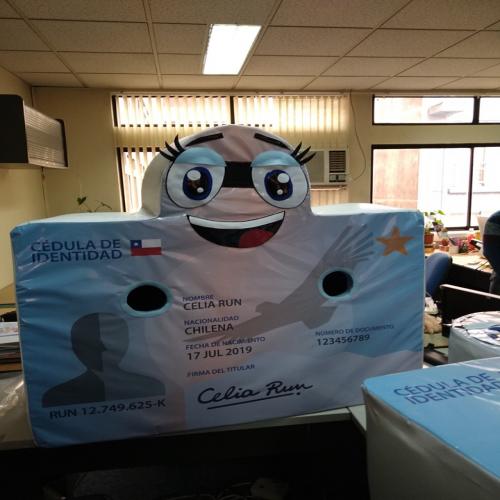 CÉDULA DE
IDENTIDAD
NOMBRE
CELIA RUN
NACIONALIDAD
CHILENA
FECHA DE NACIMIENTO
17 JUL 2019
NÚMERO DE DOCUMENTO
123456789
FIRMA DEL TITULAR
Celia Run
RUN 12.749.625-K
CÉDULA DE
IDENTIDAD